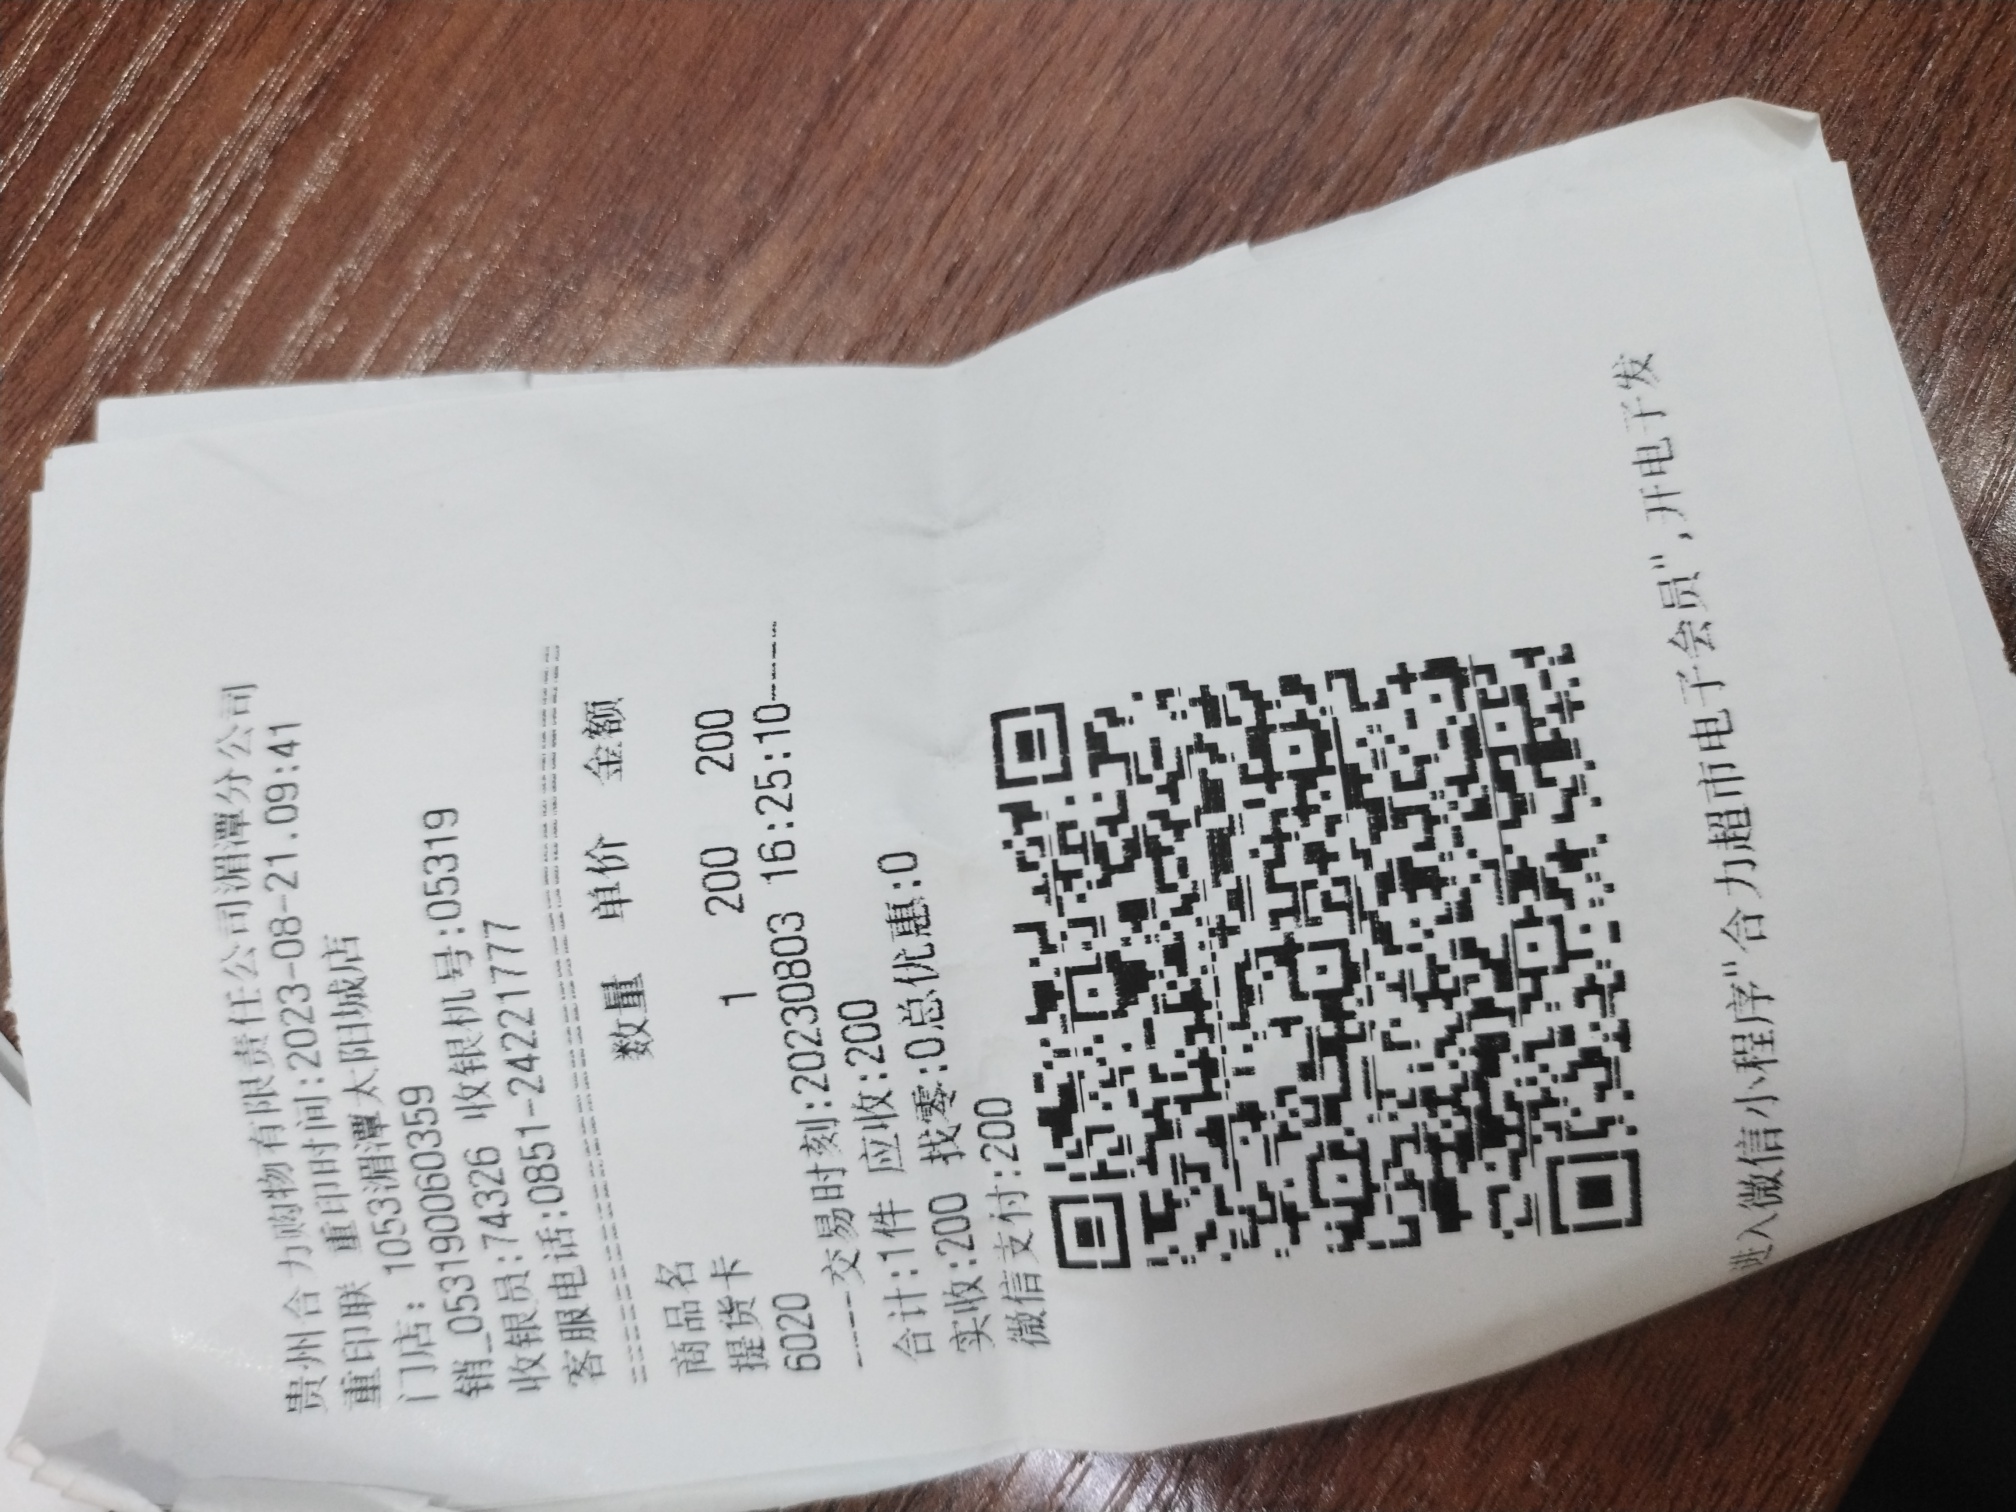 贵州合力购物有限责任公司湄潭分公司
重印联 重印时间:2023-08-21.09:41
门店: 1053湄潭太阳城店
销_053190060359
收银员:74326 收银机号:05319
客服电话:0851-24221777
================================
商品名 数量 单价 金额
提货卡 1 200 200
6020
-----交易时刻:20230803 16:25:10-----
合计:1件 应收:200
实收:200 找零:0总优惠:0
微信支付:200
进入微信小程序"合力超市电子会员",开电子发